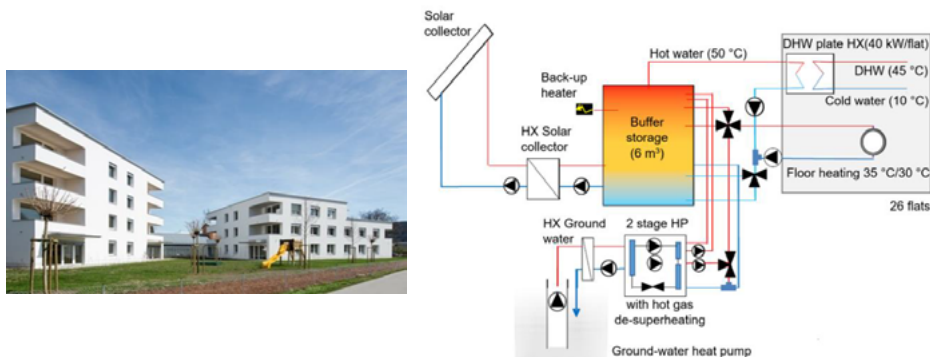 Solar
collector
Hot water (50 °C)
DHW plate HX(40 kW/flat)
DHW (45 °C)
Cold water (10 °C)
Back-up
heater
HX Solar
collector
Buffer
storage
(6 m³)
Floor heating 35 °C/30 °C
26 flats
HX Ground
water
2 stage HP
with hot gas
de-superheating
Ground-water heat pump